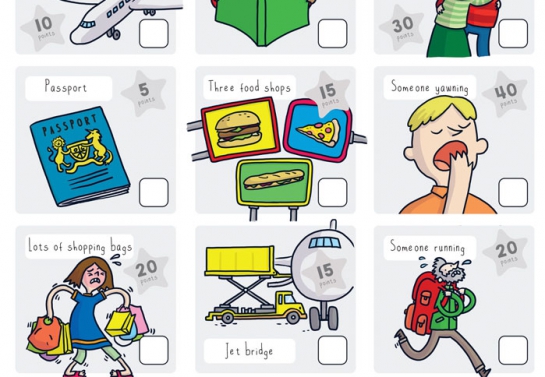 10
points
30
points
Passport
5
points
PASSPORT
Three food shops
15
points
Someone yawning
40
points
Lots of shopping bags
20
points
15
points
Jet bridge
Someone running
20
points